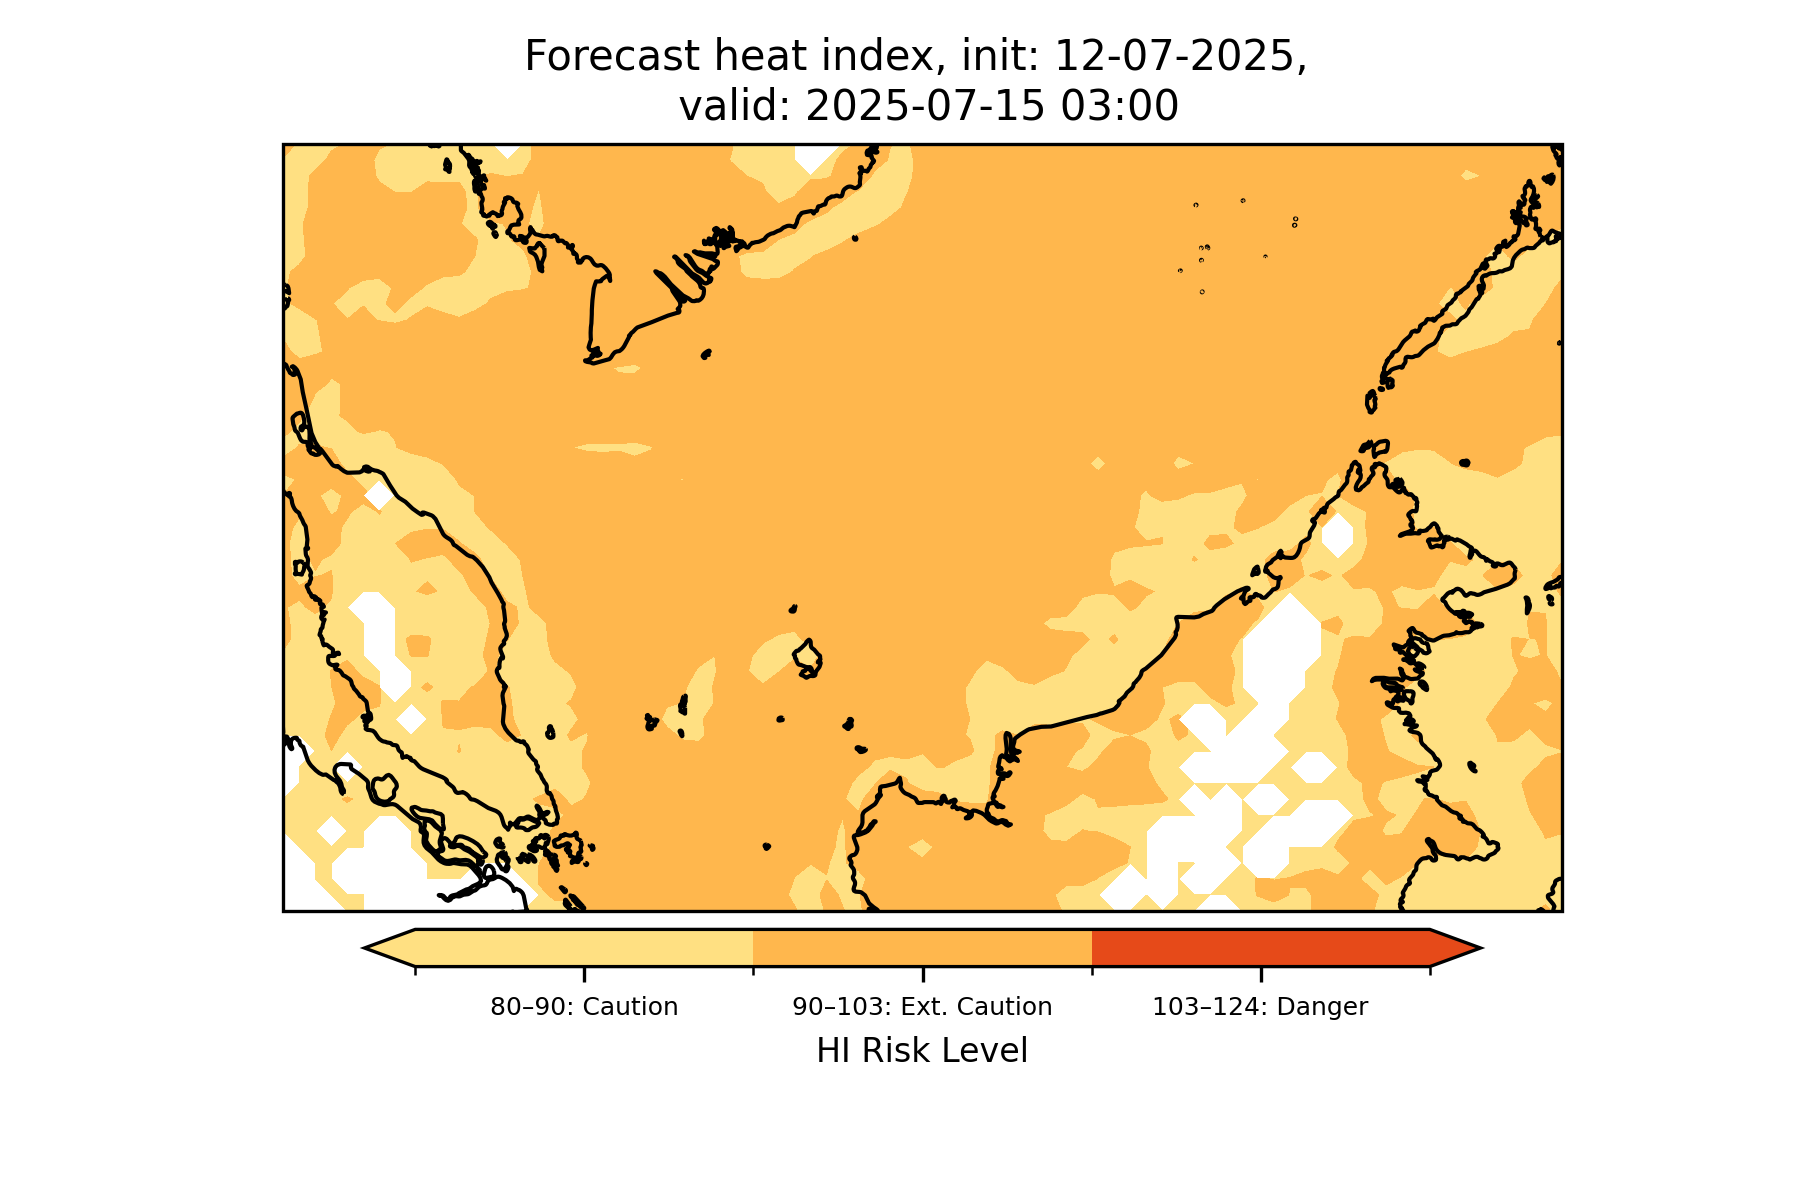 Forecast heat index, init: 12-07-2025,
valid: 2025-07-15 03:00
80–90: Caution
90–103: Ext. Caution
103–124: Danger
HI Risk Level